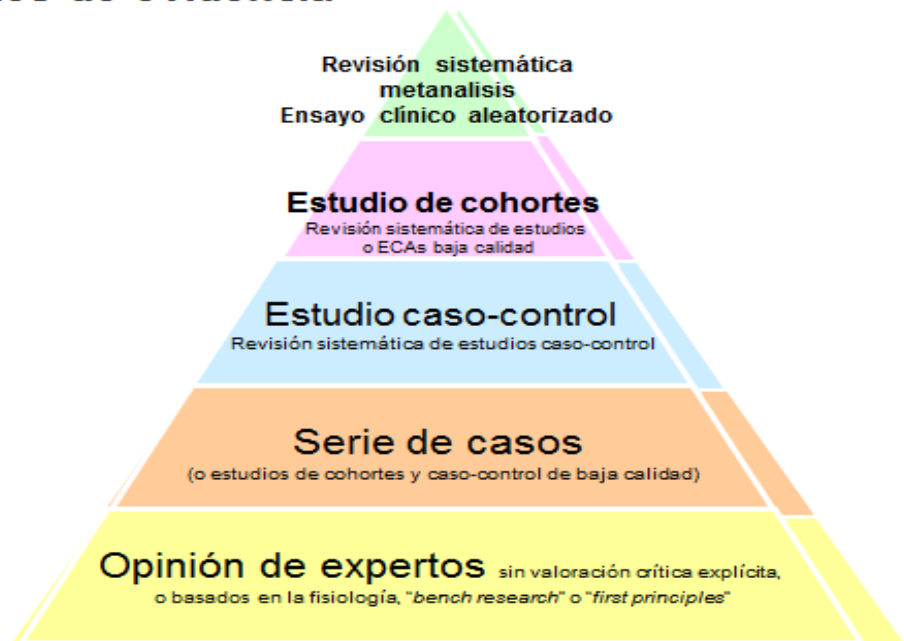 Revisión sistemática
metanalisis
Ensayo clínico aleatorizado
Estudio de cohortes
Revisión sistemática de estudios
o ECAs baja calidad
Estudio caso-control
Revisión sistemática de estudios caso-control
Serie de casos
(o estudios de cohortes y caso-control de baja calidad)
Opinión de expertos sin valoración crítica explícita,
o basados en la fisiología, "bench research" o "first principles"